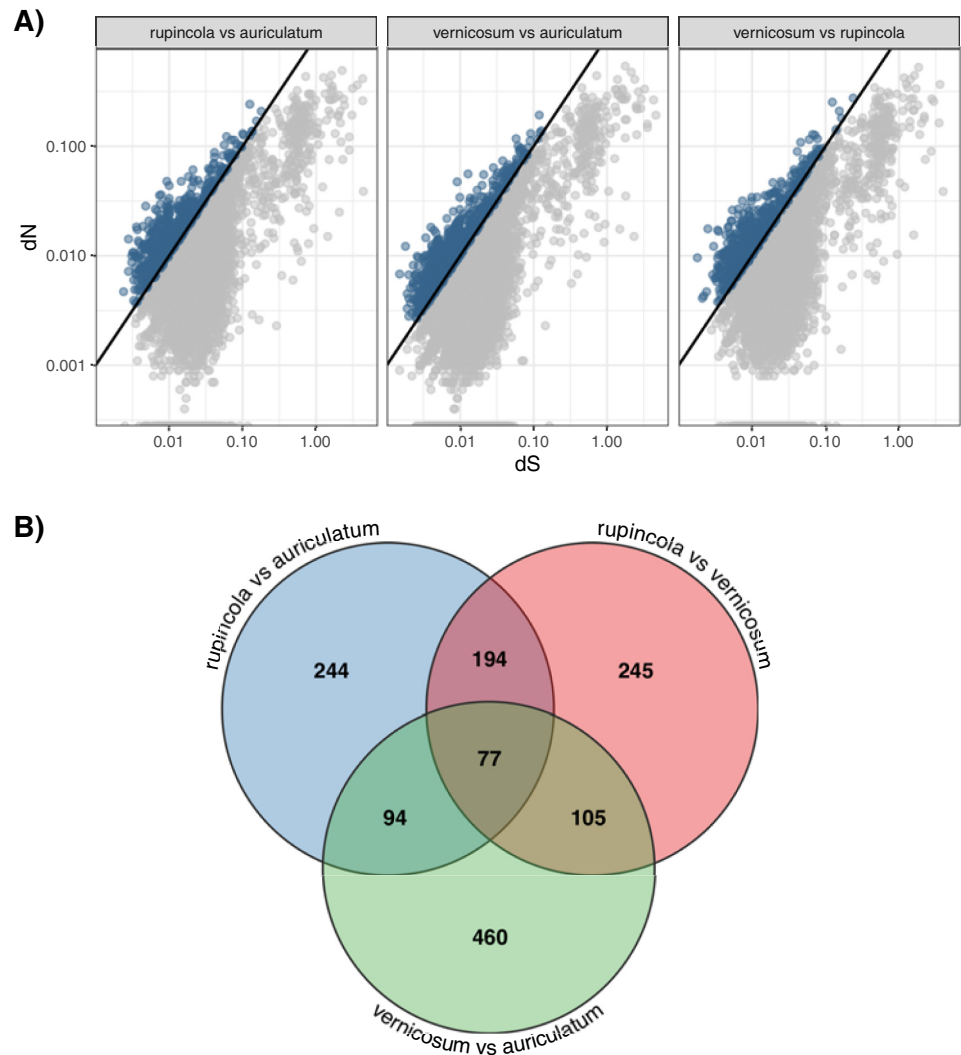 A)
rupincola vs auriculatum
vernicosum vs auriculatum
vernicosum vs rupincola
dN
0.100
0.010
0.001
0.01 0.10 1.00
0.01 0.10 1.00
0.01 0.10 1.00
dS
B)
rupincola vs auriculatum
rupincola vs vernicosum
244
194
245
77
94
105
460
vernicosum vs auriculatum